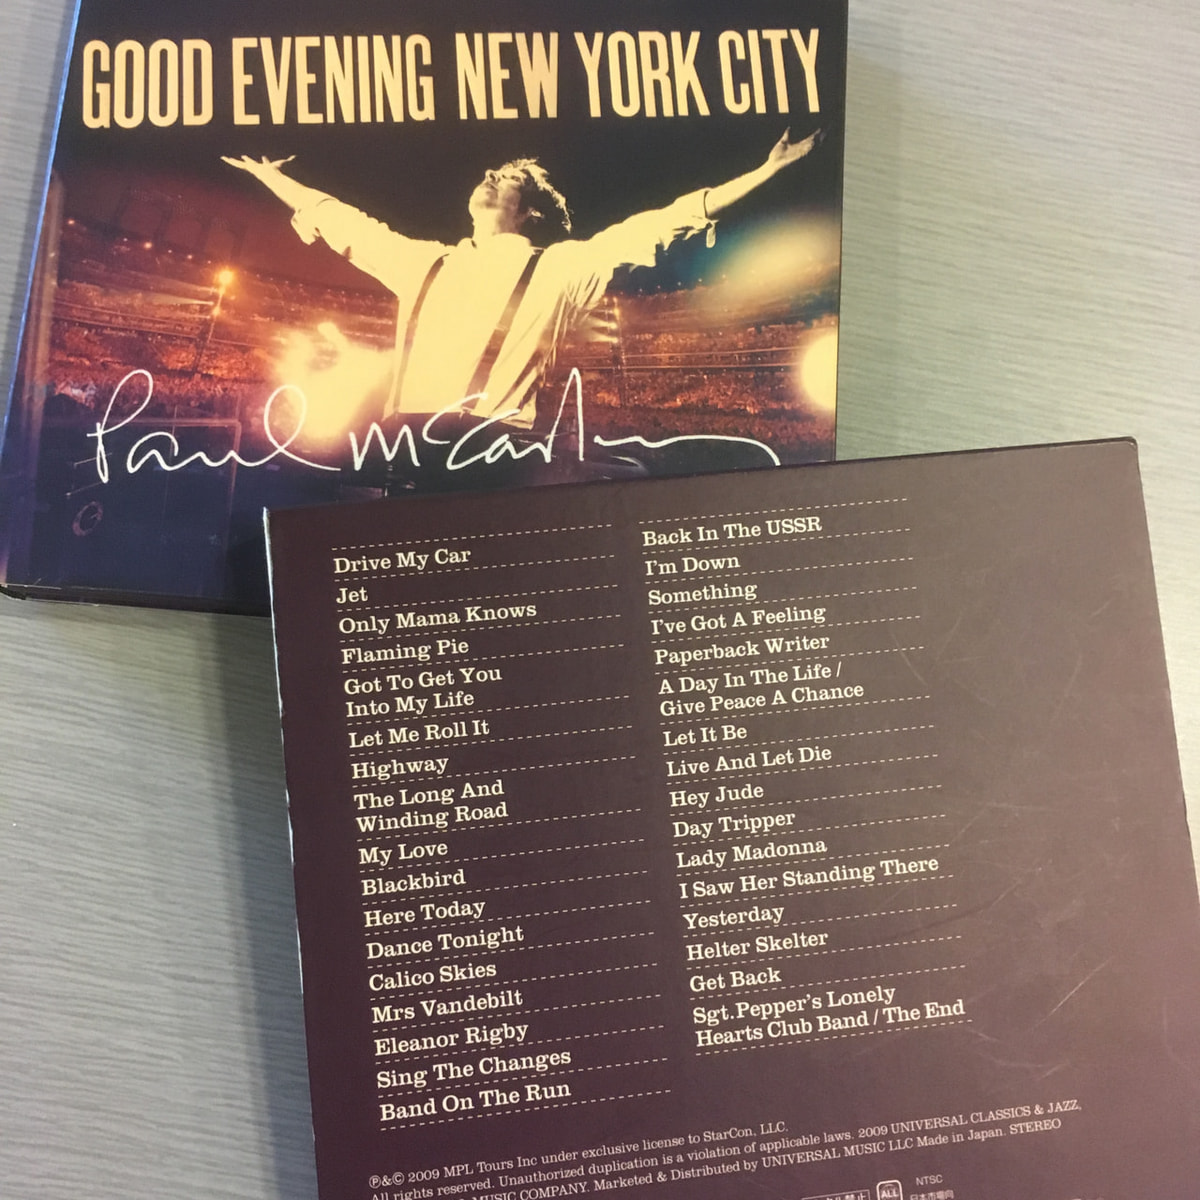 GOOD EVENING NEW YORK CITY
Paul McCartney
Drive My Car
Jet
Only Mama Knows
Flaming Pie
Got To Get You
Into My Life
Let Me Roll It
Highway
The Long And
Winding Road
My Love
Blackbird
Here Today
Dance Tonight
Calico Skies
Mrs Vandebilt
Eleanor Rigby
Sing The Changes
Band On The Run
Back In The USSR
I'm Down
Something
I've Got A Feeling
Paperback Writer
A Day In The Life /
Give Peace A Chance
Let It Be
Live And Let Die
Hey Jude
Day Tripper
Lady Madonna
I Saw Her Standing There
Yesterday
Helter Skelter
Get Back
Sgt.Pepper's Lonely
Hearts Club Band / The End
℗&© 2009 MPL Tours Inc under exclusive license to StarCon, LLC.
All rights reserved. Unauthorized duplication is a violation of applicable laws. 2009 UNIVERSAL CLASSICS & JAZZ,
MUSIC COMPANY. Marketed & Distributed by UNIVERSAL MUSIC LLC Made in Japan. STEREO
ALL
NTSC
日本市場向